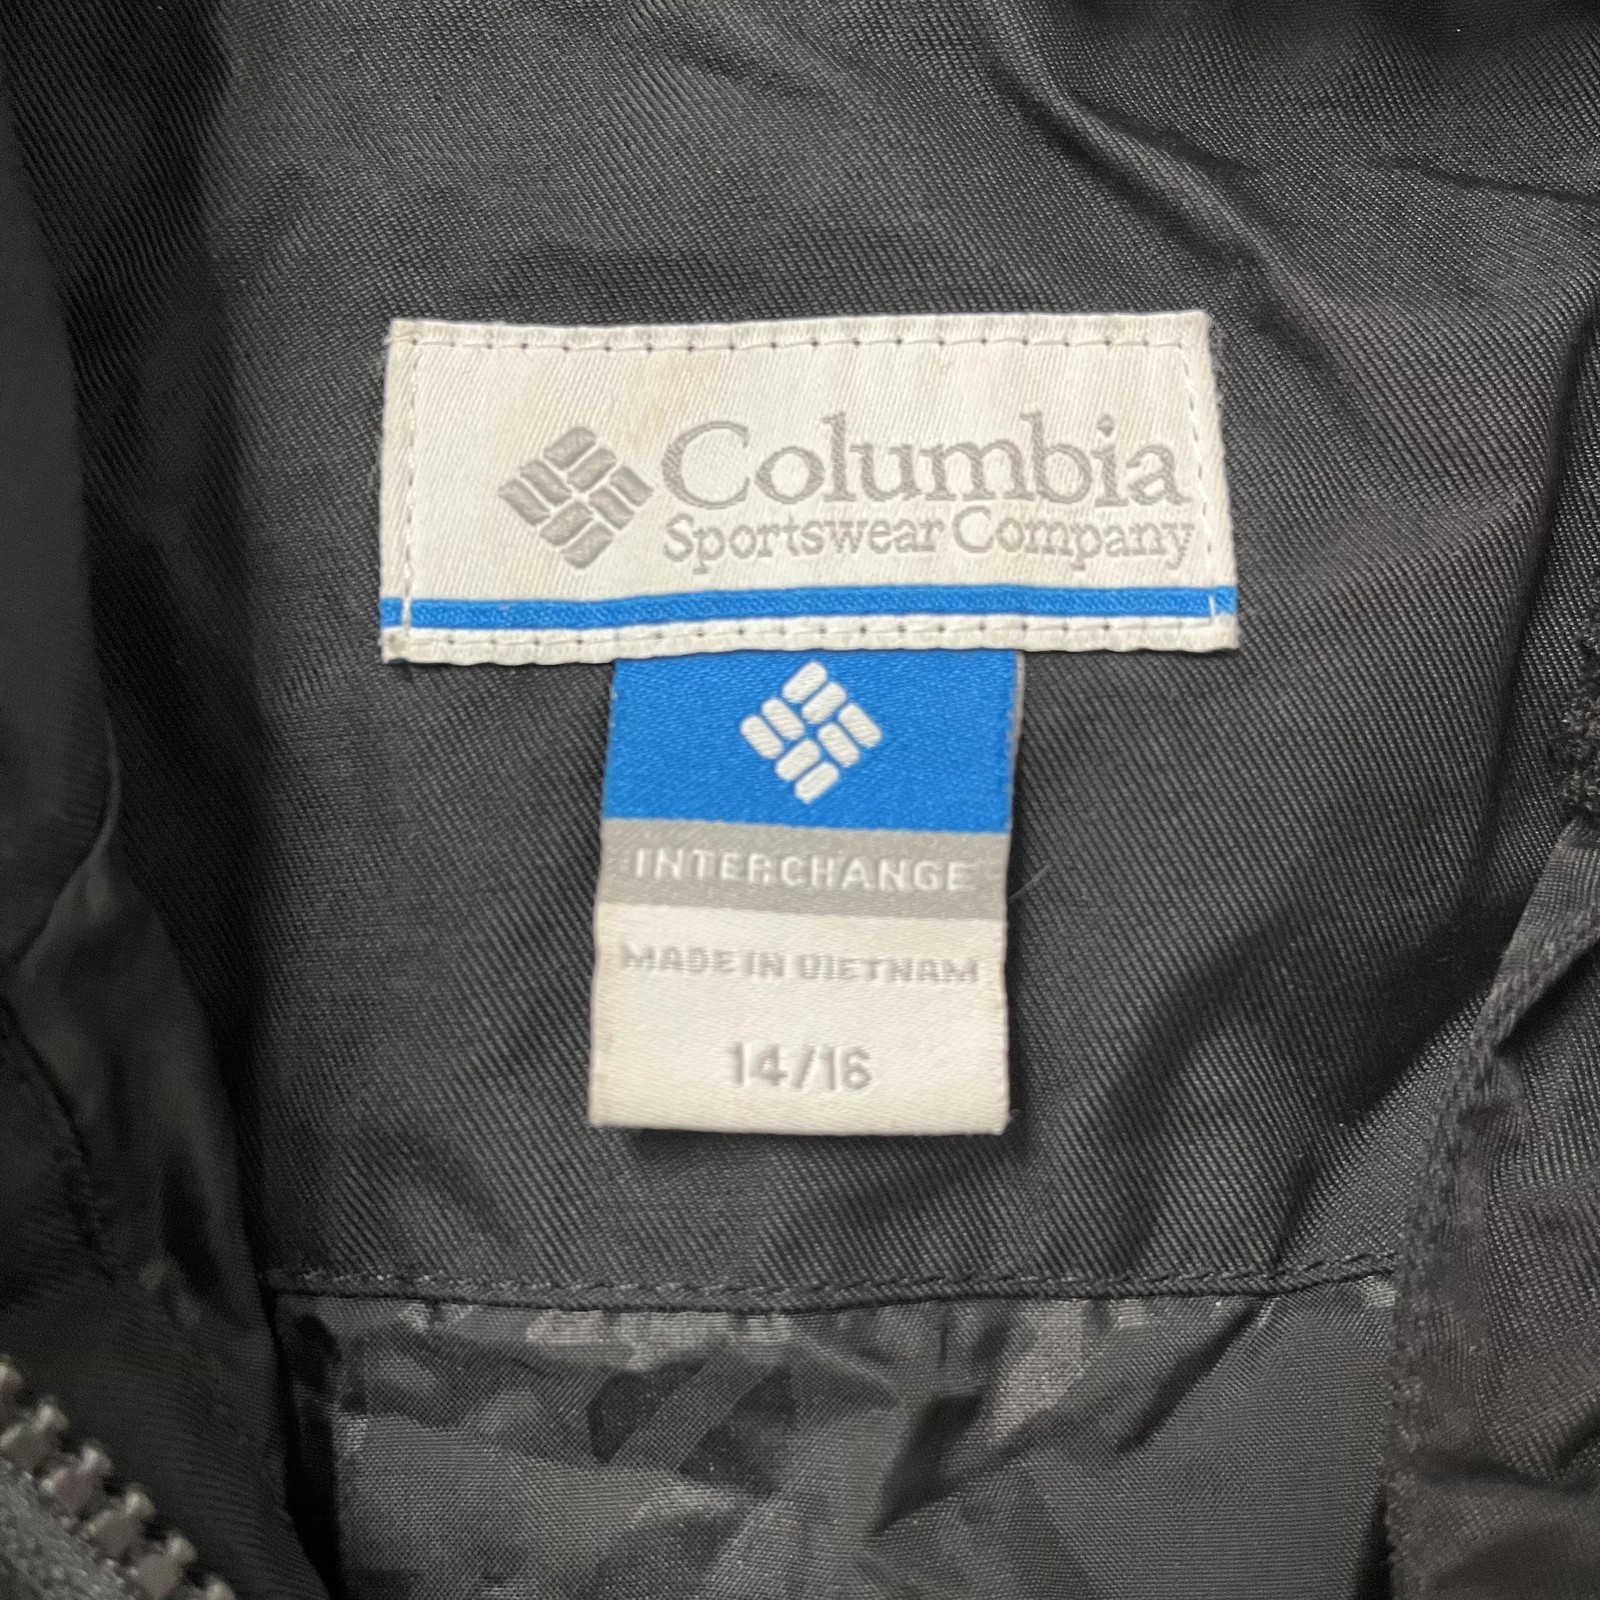 Columbia
Sportswear Company
INTERCHANGE
MADE IN VIETNAM
14/16